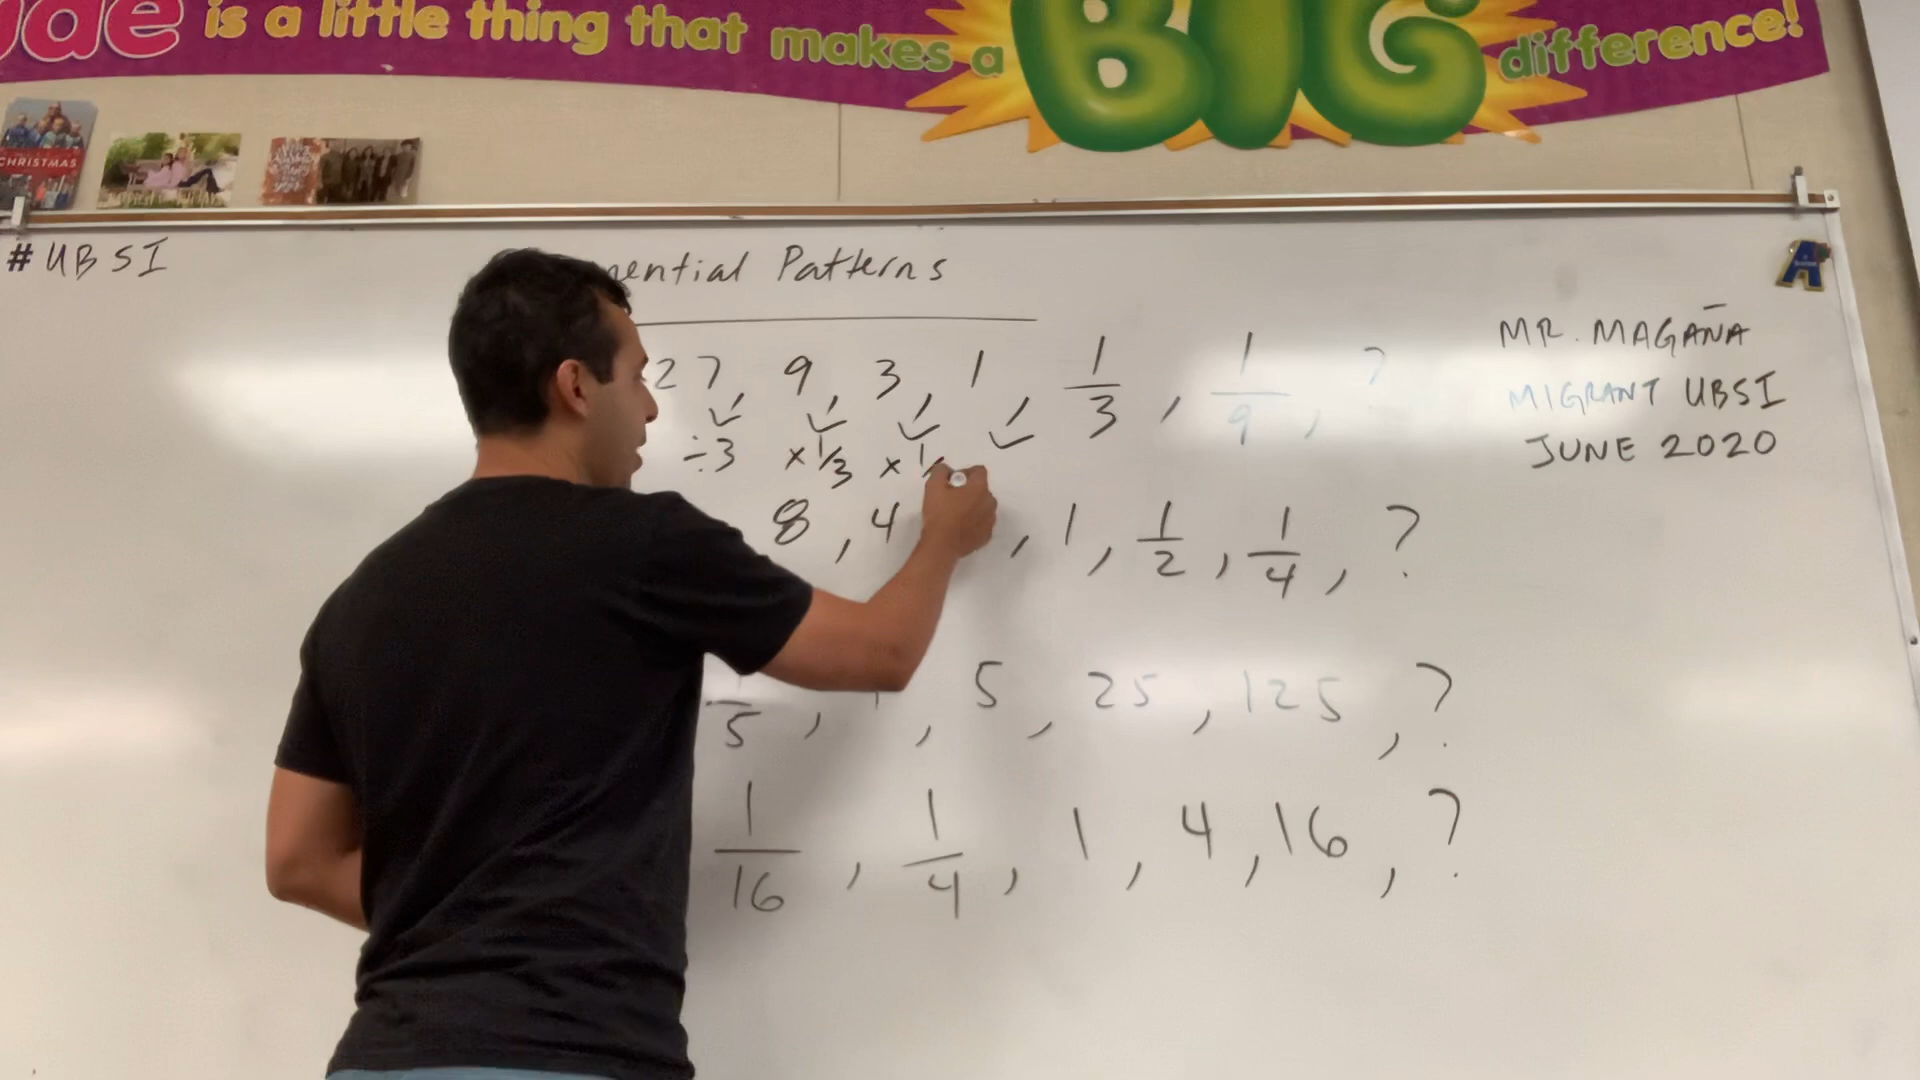 is a little thing that makes a BIG difference!
CHRISTMAS
#UBSI
nential Patterns
MR. MAGAÑA
MIGRANT UBSI
JUNE 2020
27, 9, 3, 1, 1/3, 1/9, ?
÷3 ×1/3 ×1/
8, 4, 1, 1/2, 1/4, ?
5, 5, 25, 125, ?
1/16, 1/4, 1, 4, 16, ?
A